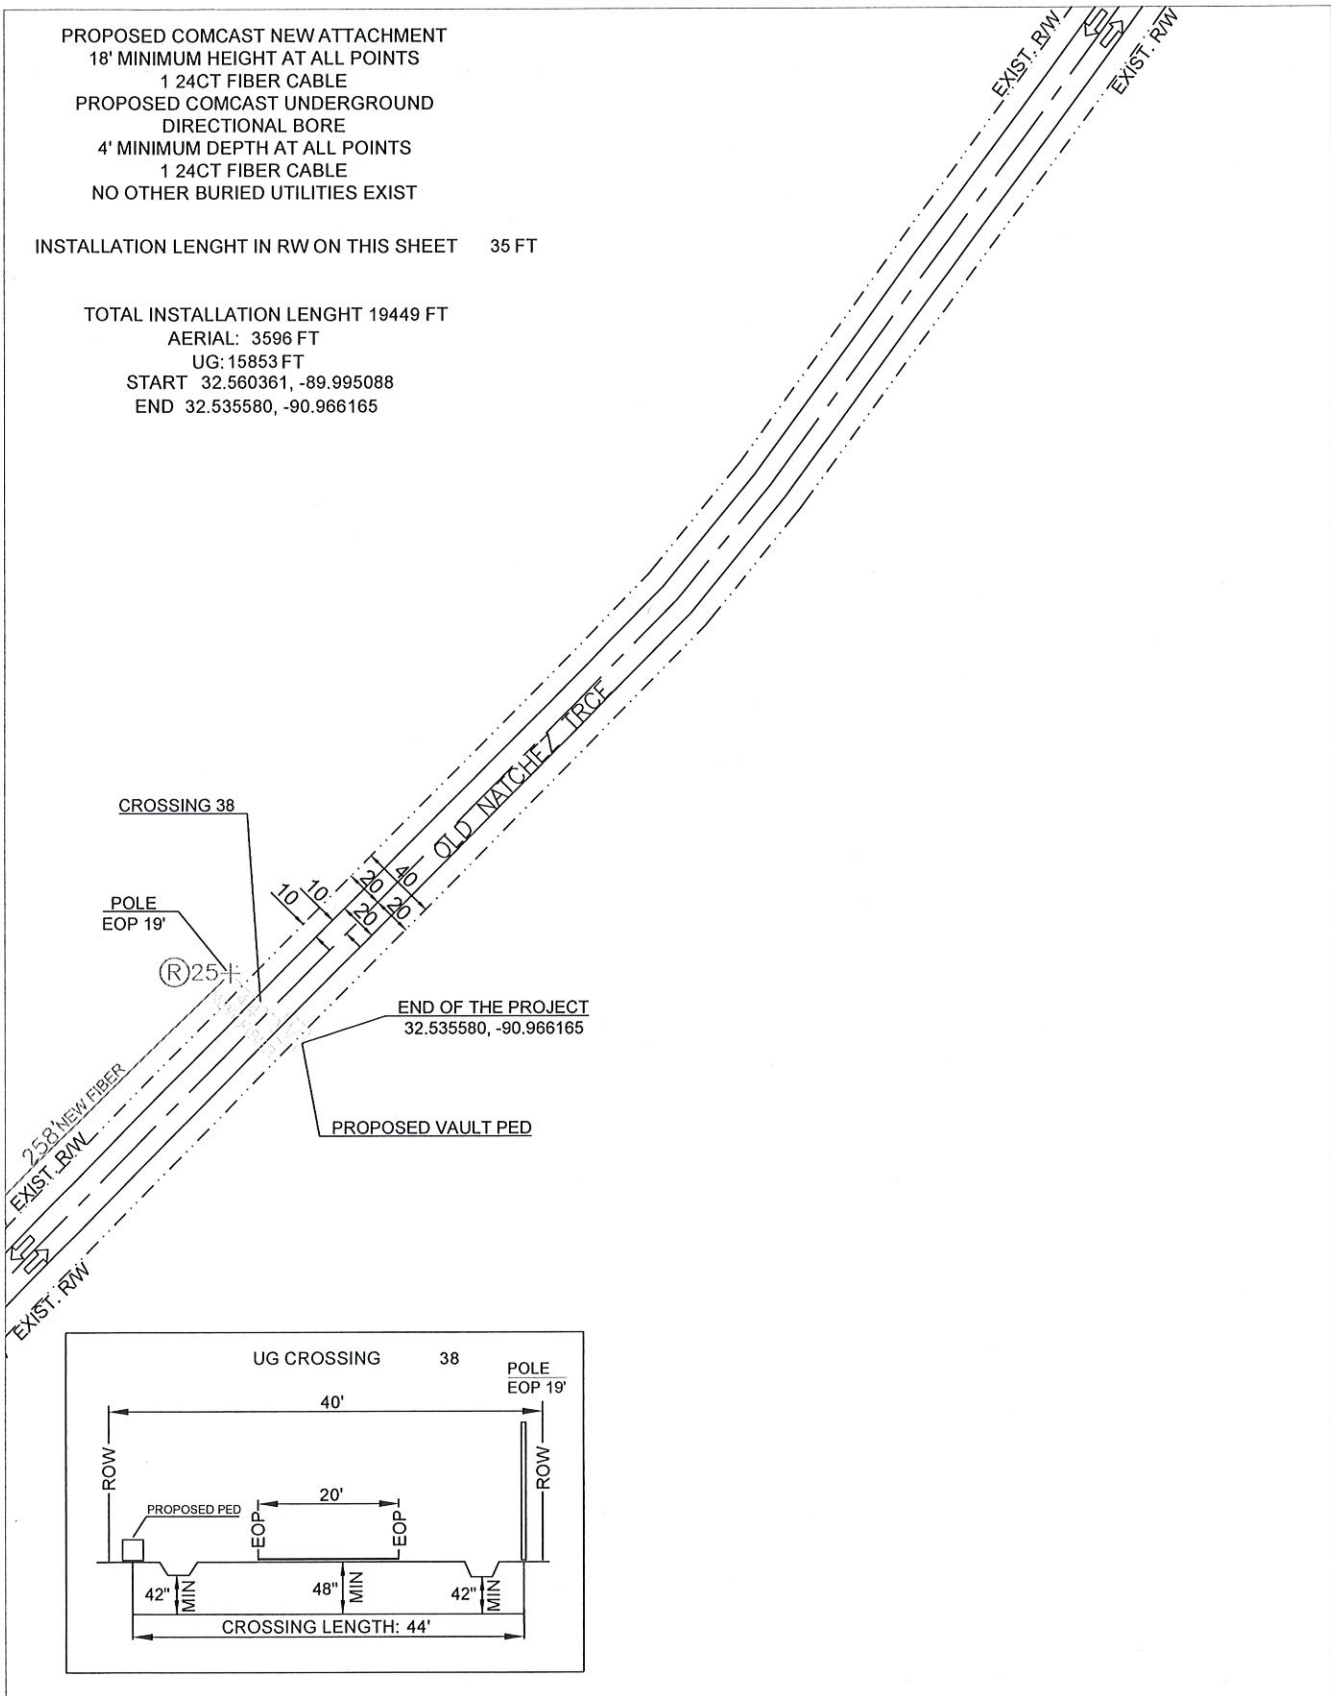 PROPOSED COMCAST NEW ATTACHMENT
18' MINIMUM HEIGHT AT ALL POINTS
1 24CT FIBER CABLE
PROPOSED COMCAST UNDERGROUND
DIRECTIONAL BORE
4' MINIMUM DEPTH AT ALL POINTS
1 24CT FIBER CABLE
NO OTHER BURIED UTILITIES EXIST
INSTALLATION LENGHT IN RW ON THIS SHEET 35 FT
TOTAL INSTALLATION LENGHT 19449 FT
AERIAL: 3596 FT
UG: 15853 FT
START 32.560361, -89.995088
END 32.535580, -90.966165
EXIST. R/W
EXIST. R/W
OLD NATCHEZ TRCE
CROSSING 38
10
10
20
40
20
20
POLE
EOP 19'
R 25
END OF THE PROJECT
32.535580, -90.966165
PROPOSED VAULT PED
258' NEW FIBER
EXIST. R/W
EXIST. R/W
UG CROSSING 38
POLE
EOP 19'
40'
ROW
ROW
20'
PROPOSED PED
EOP
EOP
42" MIN
48" MIN
42" MIN
CROSSING LENGTH: 44'